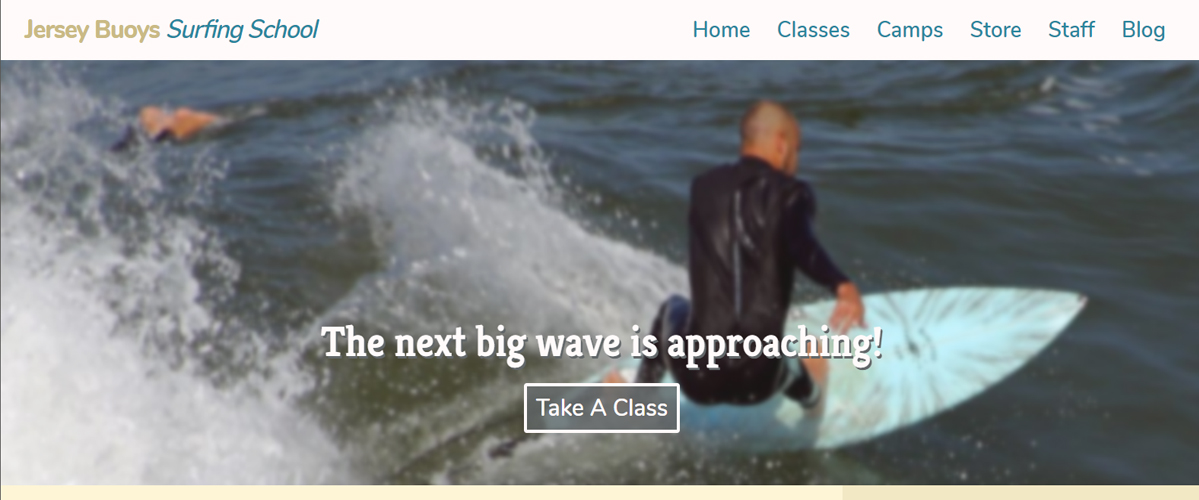 Jersey Buoys Surfing School
Home Classes Camps Store Staff Blog
The next big wave is approaching!
Take A Class